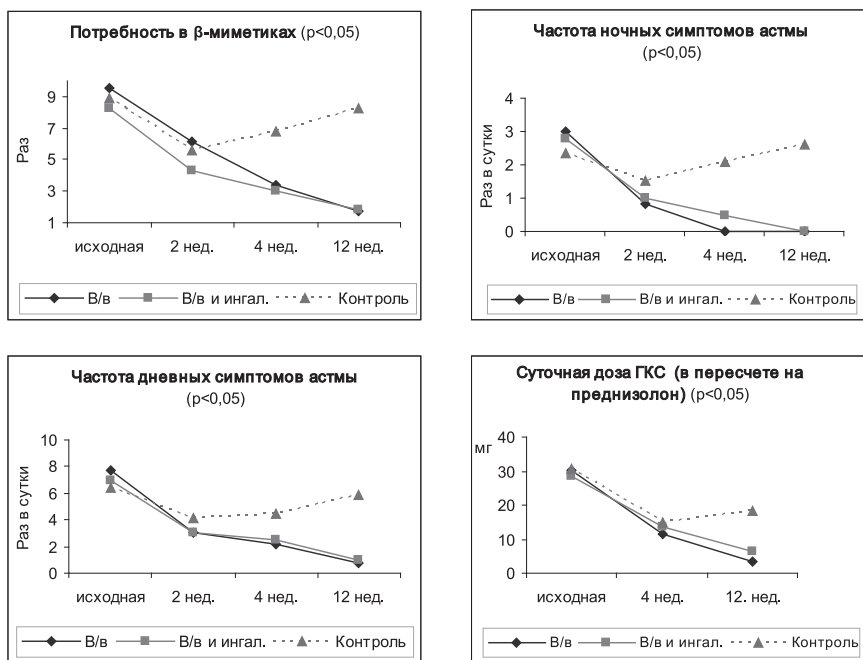 Потребность в β-миметиках (p<0,05)
Раз
9
7
5
3
1
исходная 2 нед. 4 нед. 12 нед.
В/в В/в и ингал. Контроль
Частота ночных симптомов астмы
(p<0,05)
Раз в сутки
4
3
2
1
0
исходная 2 нед. 4 нед. 12 нед.
В/в В/в и ингал. Контроль
Частота дневных симптомов астмы
(p<0,05)
Раз в сутки
10
8
6
4
2
0
исходная 2 нед. 4 нед. 12 нед.
В/в В/в и ингал. Контроль
Суточная доза ГКС (в пересчете на
преднизолон) (p<0,05)
мг
40
30
20
10
0
исходная 4 нед. 12. нед.
В/в В/в и ингал. Контроль